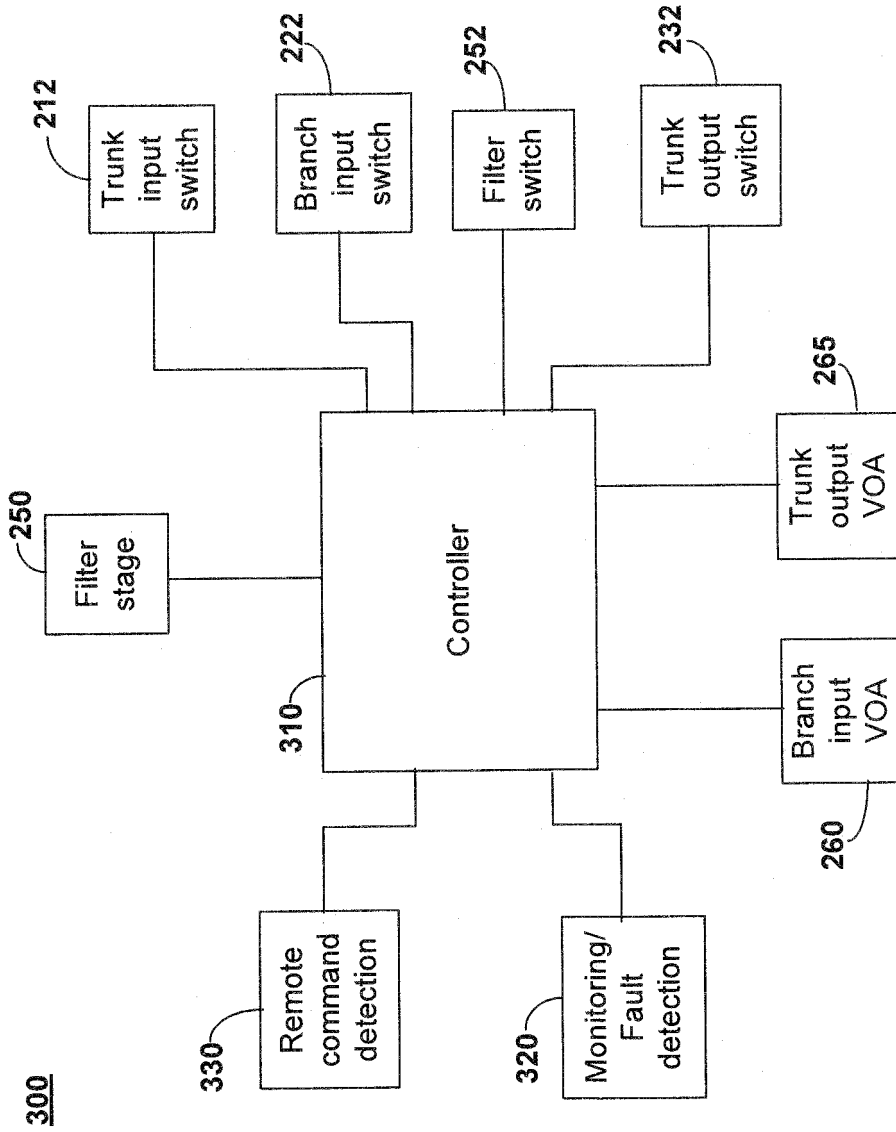 300
330
Remote
command
detection
320
Monitoring/
Fault
detection
310
Controller
250
Filter
stage
212
Trunk
input
switch
222
Branch
input
switch
252
Filter
switch
232
Trunk
output
switch
260
Branch
input
VOA
265
Trunk
output
VOA